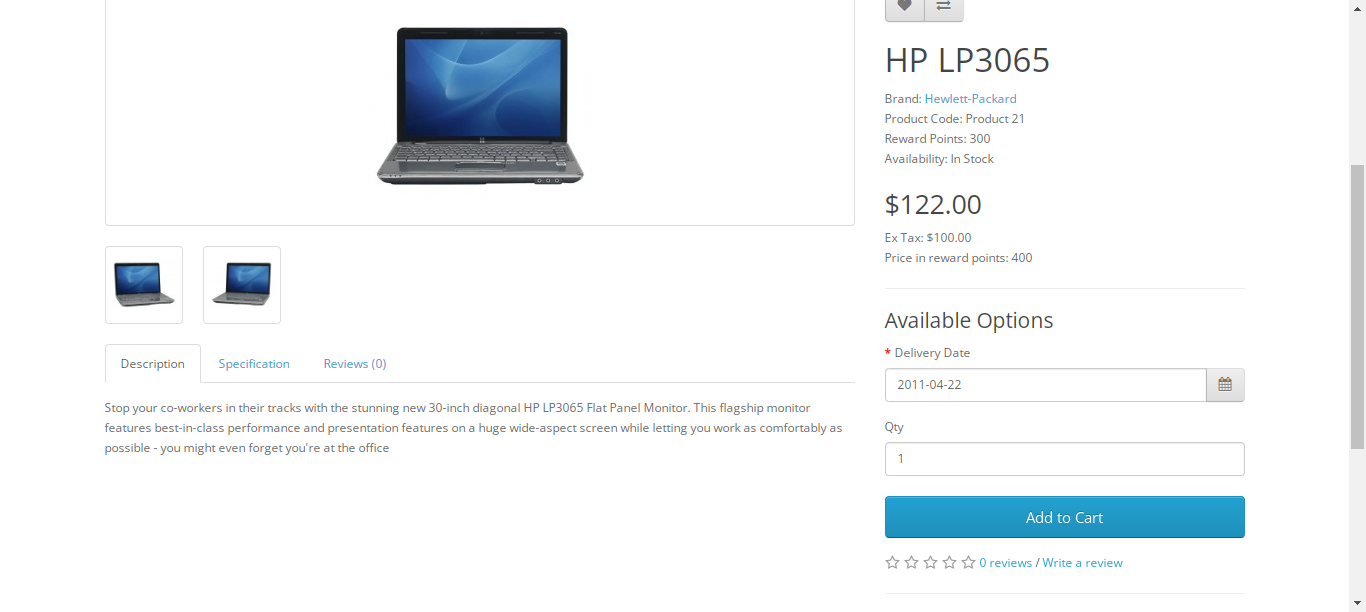 HP LP3065
Brand: Hewlett-Packard
Product Code: Product 21
Reward Points: 300
Availability: In Stock
$122.00
Ex Tax: $100.00
Price in reward points: 400
Available Options
* Delivery Date
2011-04-22
Qty
1
Add to Cart
0 reviews / Write a review
Description
Specification
Reviews (0)
Stop your co-workers in their tracks with the stunning new 30-inch diagonal HP LP3065 Flat Panel Monitor. This flagship monitor
features best-in-class performance and presentation features on a huge wide-aspect screen while letting you work as comfortably as
possible - you might even forget you're at the office